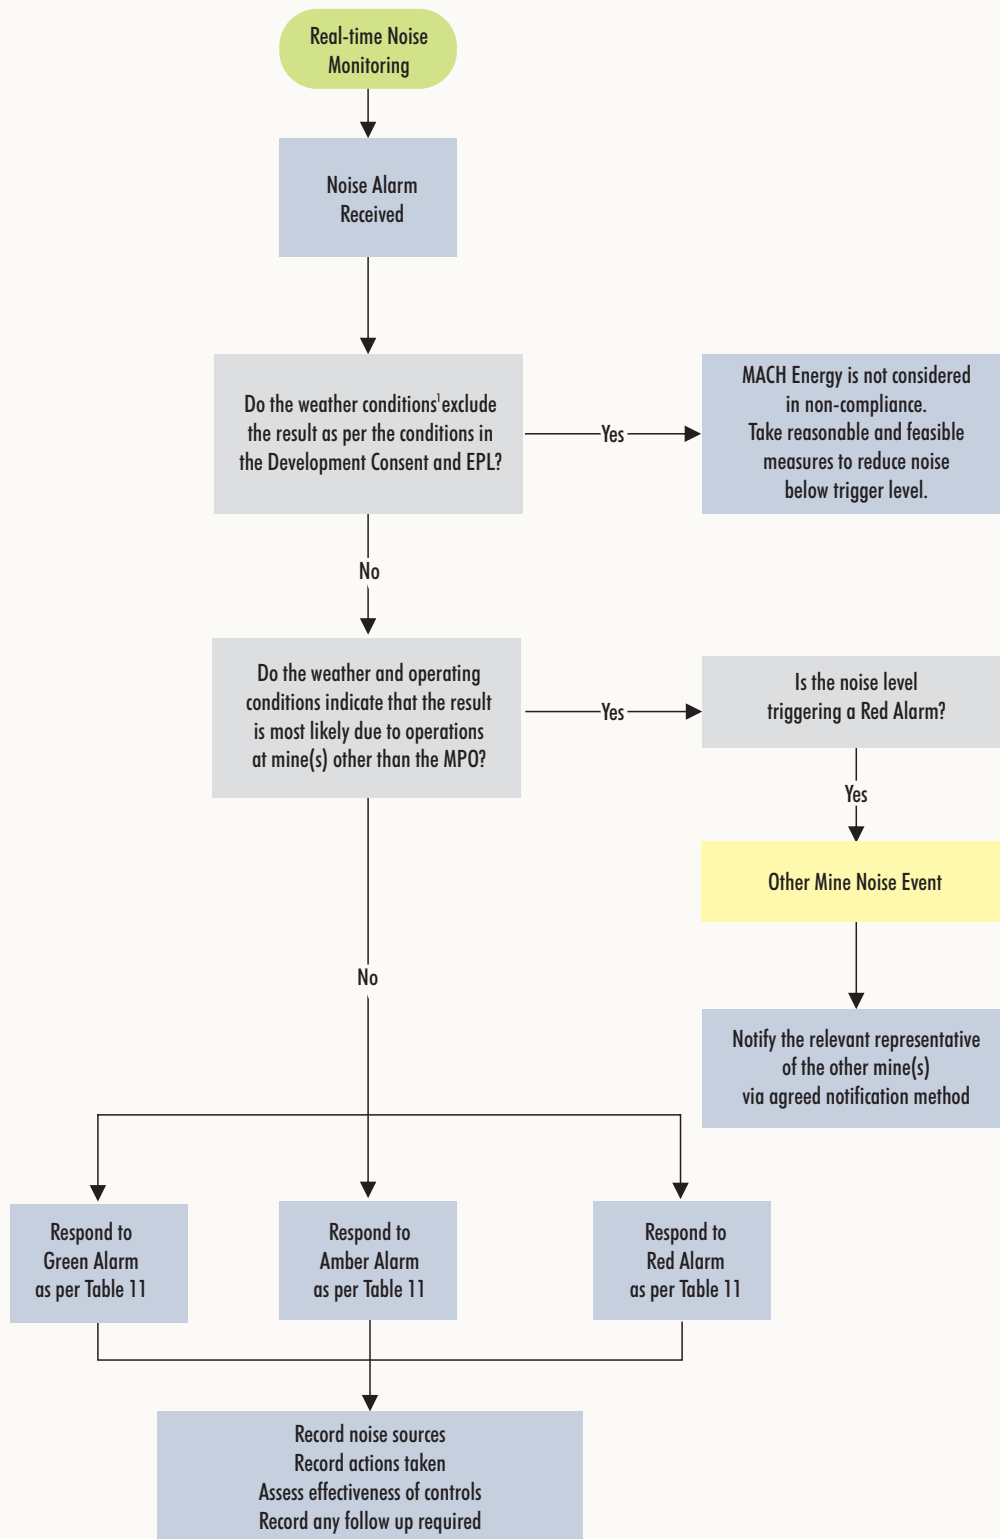 Real-time Noise
Monitoring
Noise Alarm
Received
Do the weather conditions¹ exclude
the result as per the conditions in
the Development Consent and EPL?
Yes
MACH Energy is not considered
in non-compliance.
Take reasonable and feasible
measures to reduce noise
below trigger level.
No
Do the weather and operating
conditions indicate that the result
is most likely due to operations
at mine(s) other than the MPO?
Yes
Is the noise level
triggering a Red Alarm?
Yes
Other Mine Noise Event
Notify the relevant representative
of the other mine(s)
via agreed notification method
No
Respond to
Green Alarm
as per Table 11
Respond to
Amber Alarm
as per Table 11
Respond to
Red Alarm
as per Table 11
Record noise sources
Record actions taken
Assess effectiveness of controls
Record any follow up required